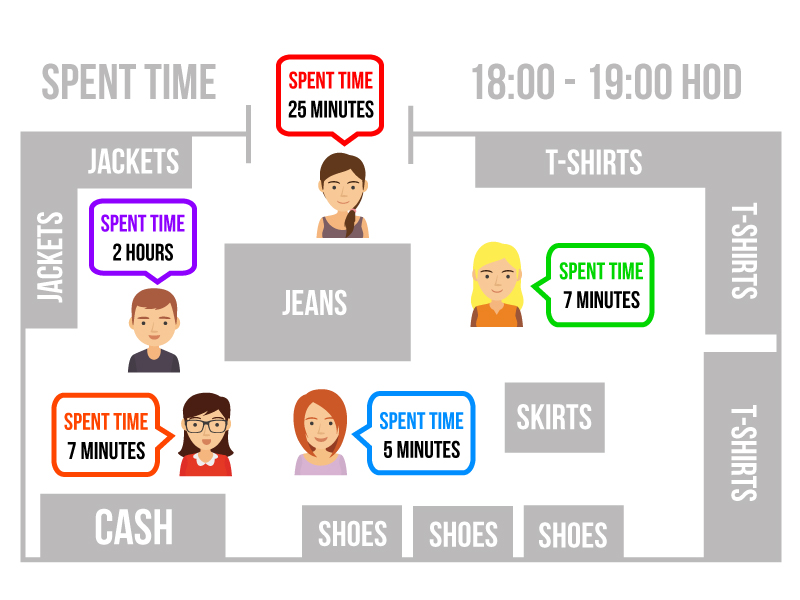 SPENT TIME
18:00 - 19:00 HOD
SPENT TIME
25 MINUTES
JACKETS
T-SHIRTS
JACKETS
SPENT TIME
2 HOURS
T-SHIRTS
JEANS
SPENT TIME
7 MINUTES
SPENT TIME
7 MINUTES
SPENT TIME
5 MINUTES
SKIRTS
T-SHIRTS
CASH
SHOES
SHOES
SHOES